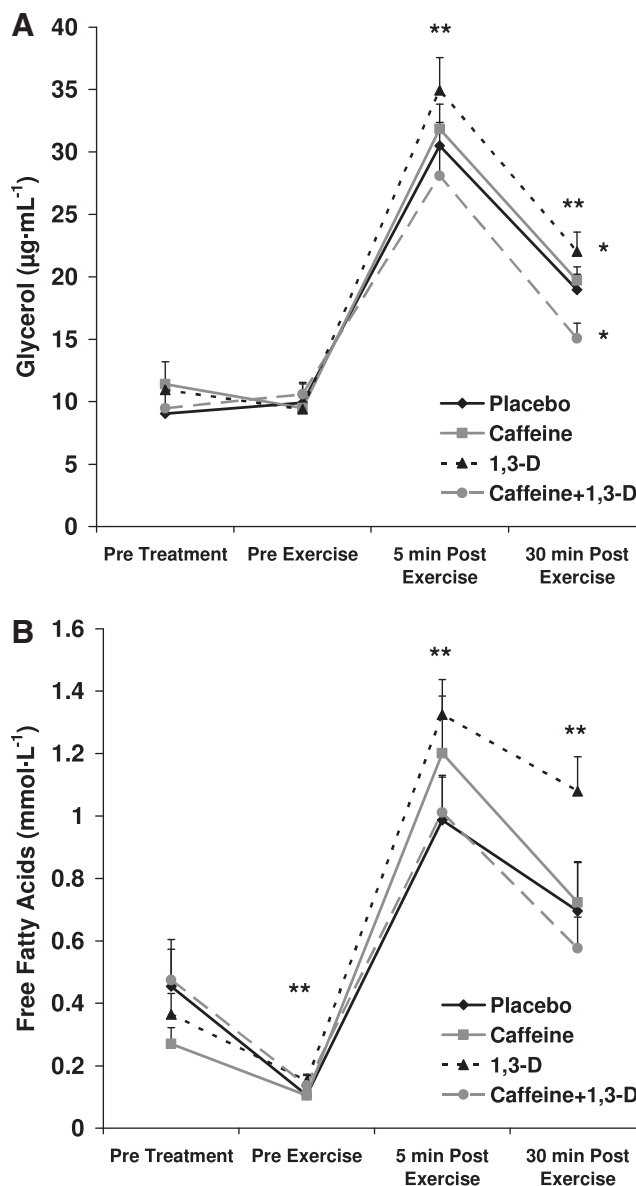 A
40
35
30
25
20
15
10
5
0
Glycerol (µg·mL⁻¹)
**
**
*
*
Placebo
Caffeine
1,3-D
Caffeine+1,3-D
Pre Treatment
Pre Exercise
5 min Post
Exercise
30 min Post
Exercise
B
1.6
1.4
1.2
1
0.8
0.6
0.4
0.2
0
Free Fatty Acids (mmol·L⁻¹)
**
**
**
Placebo
Caffeine
1,3-D
Caffeine+1,3-D
Pre Treatment
Pre Exercise
5 min Post
Exercise
30 min Post
Exercise